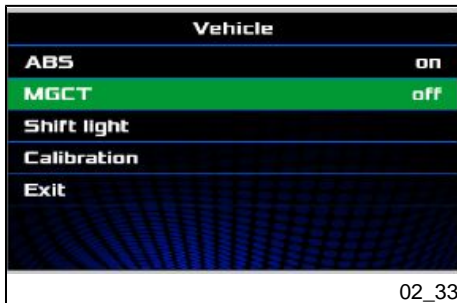 Vehicle
ABS on
MGCT off
Shift light
Calibration
Exit
02_33